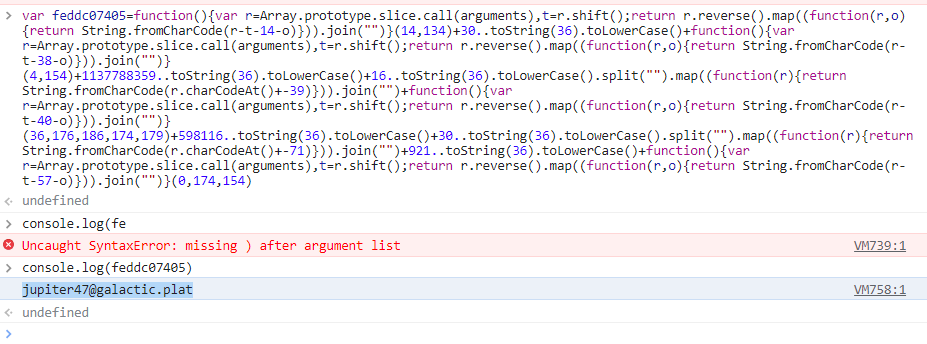 var feddc07405=function(){var r=Array.prototype.slice.call(arguments),t=r.shift();return r.reverse().map((function(r,o)
{return String.fromCharCode(r-t-14-o)})).join("")}(14,134)+30..toString(36).toLowerCase()+function(){var
r=Array.prototype.slice.call(arguments),t=r.shift();return r.reverse().map((function(r,o){return String.fromCharCode(r-
t-38-o)})).join("")}
(4,154)+1137788359..toString(36).toLowerCase()+16..toString(36).toLowerCase().split("").map((function(r){return
String.fromCharCode(r.charCodeAt()+-39)})).join("")+function(){var
r=Array.prototype.slice.call(arguments),t=r.shift();return r.reverse().map((function(r,o){return String.fromCharCode(r-
t-40-o)})).join("")}
(36,176,186,174,179)+598116..toString(36).toLowerCase()+30..toString(36).toLowerCase().split("").map((function(r){return
String.fromCharCode(r.charCodeAt()+-71)})).join("")+921..toString(36).toLowerCase()+function(){var
r=Array.prototype.slice.call(arguments),t=r.shift();return r.reverse().map((function(r,o){return String.fromCharCode(r-
t-57-o)})).join("")}(0,174,154)
undefined
console.log(fe
Uncaught SyntaxError: missing ) after argument list VM739:1
console.log(feddc07405)
jupiter47@galactic.plat VM758:1
undefined